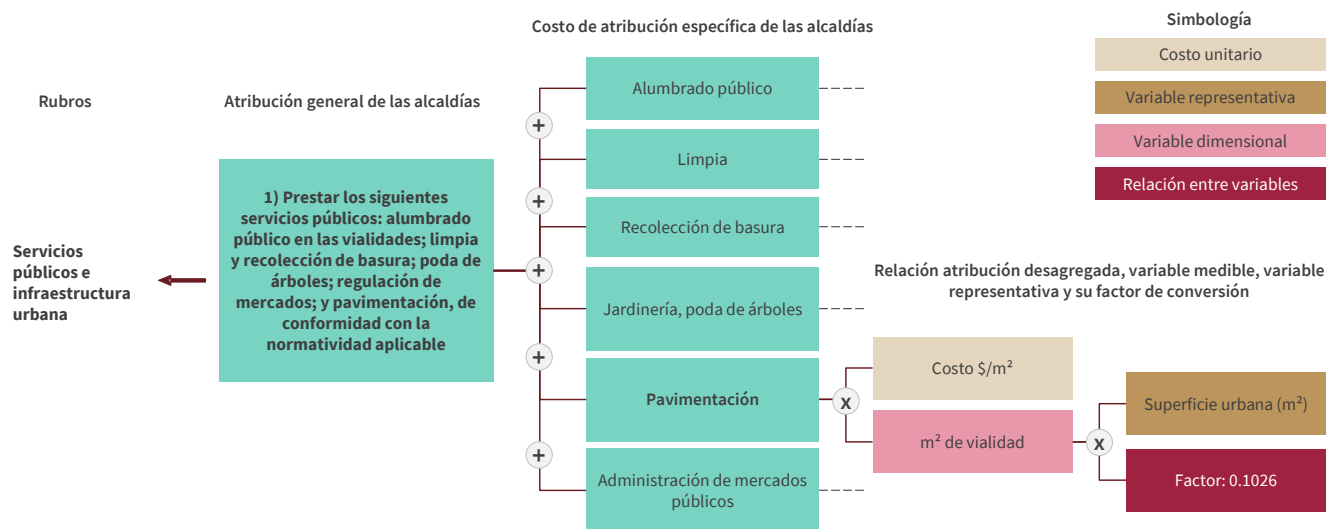 Costo de atribución específica de las alcaldías
Simbología
Costo unitario
Variable representativa
Variable dimensional
Relación entre variables
Rubros
Atribución general de las alcaldías
Servicios
públicos e
infraestructura
urbana
1) Prestar los siguientes
servicios públicos: alumbrado
público en las vialidades; limpia
y recolección de basura; poda de
árboles; regulación de
mercados; y pavimentación, de
conformidad con la
normatividad aplicable
+
+
+
+
+
Alumbrado público
Limpia
Recolección de basura
Jardinería, poda de árboles
Pavimentación
Administración de mercados
públicos
Relación atribución desagregada, variable medible, variable
representativa y su factor de conversión
x
Costo $/m²
m² de vialidad
x
Superficie urbana (m²)
Factor: 0.1026